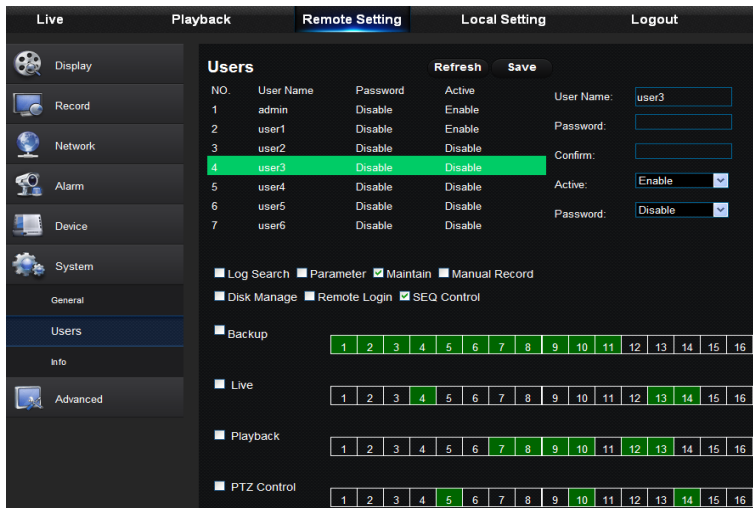 Live Playback Remote Setting Local Setting Logout
Display
Record
Network
Alarm
Device
System
General
Users
Info
Advanced
Users Refresh Save
NO. User Name Password Active
1 admin Disable Enable
2 user1 Disable Enable
3 user2 Disable Disable
4 user3 Disable Disable
5 user4 Disable Disable
6 user5 Disable Disable
7 user6 Disable Disable
User Name: user3
Password:
Confirm:
Active: Enable
Password: Disable
Log Search Parameter Maintain Manual Record
Disk Manage Remote Login SEQ Control
Backup
1 2 3 4 5 6 7 8 9 10 11 12 13 14 15 16
Live
1 2 3 4 5 6 7 8 9 10 11 12 13 14 15 16
Playback
1 2 3 4 5 6 7 8 9 10 11 12 13 14 15 16
PTZ Control
1 2 3 4 5 6 7 8 9 10 11 12 13 14 15 16